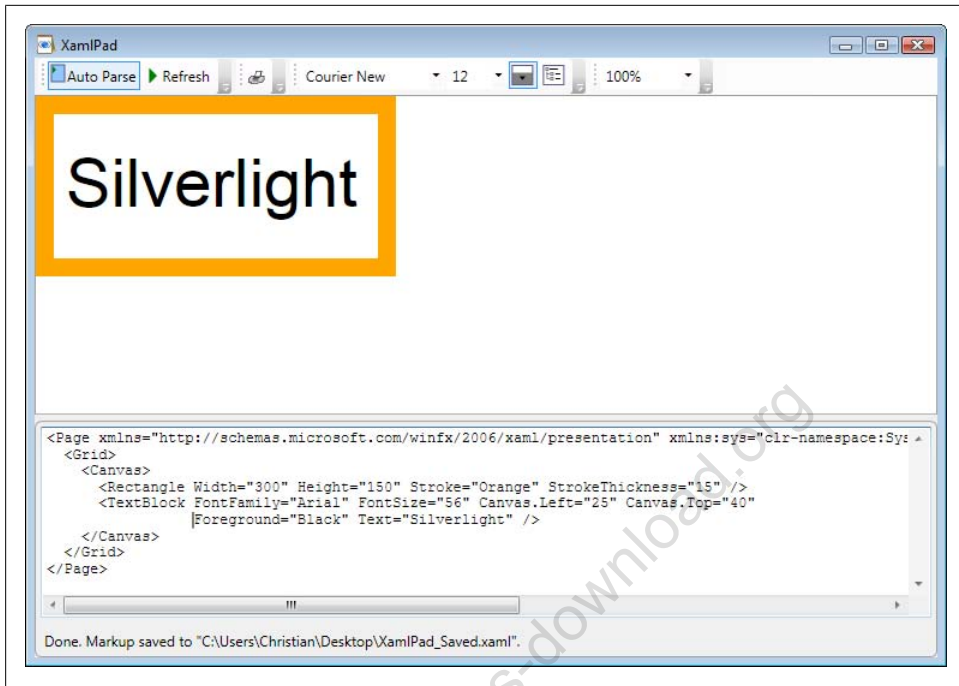 XamlPad
Auto Parse Refresh Courier New 12 100%
Silverlight
<Page xmlns="http://schemas.microsoft.com/winfx/2006/xaml/presentation" xmlns:sys="clr-namespace:Sys
<Grid>
<Canvas>
<Rectangle Width="300" Height="150" Stroke="Orange" StrokeThickness="15" />
<TextBlock FontFamily="Arial" FontSize="56" Canvas.Left="25" Canvas.Top="40"
Foreground="Black" Text="Silverlight" />
</Canvas>
</Grid>
</Page>
Done. Markup saved to "C:\Users\Christian\Desktop\XamlPad_Saved.xaml".
s-download.org